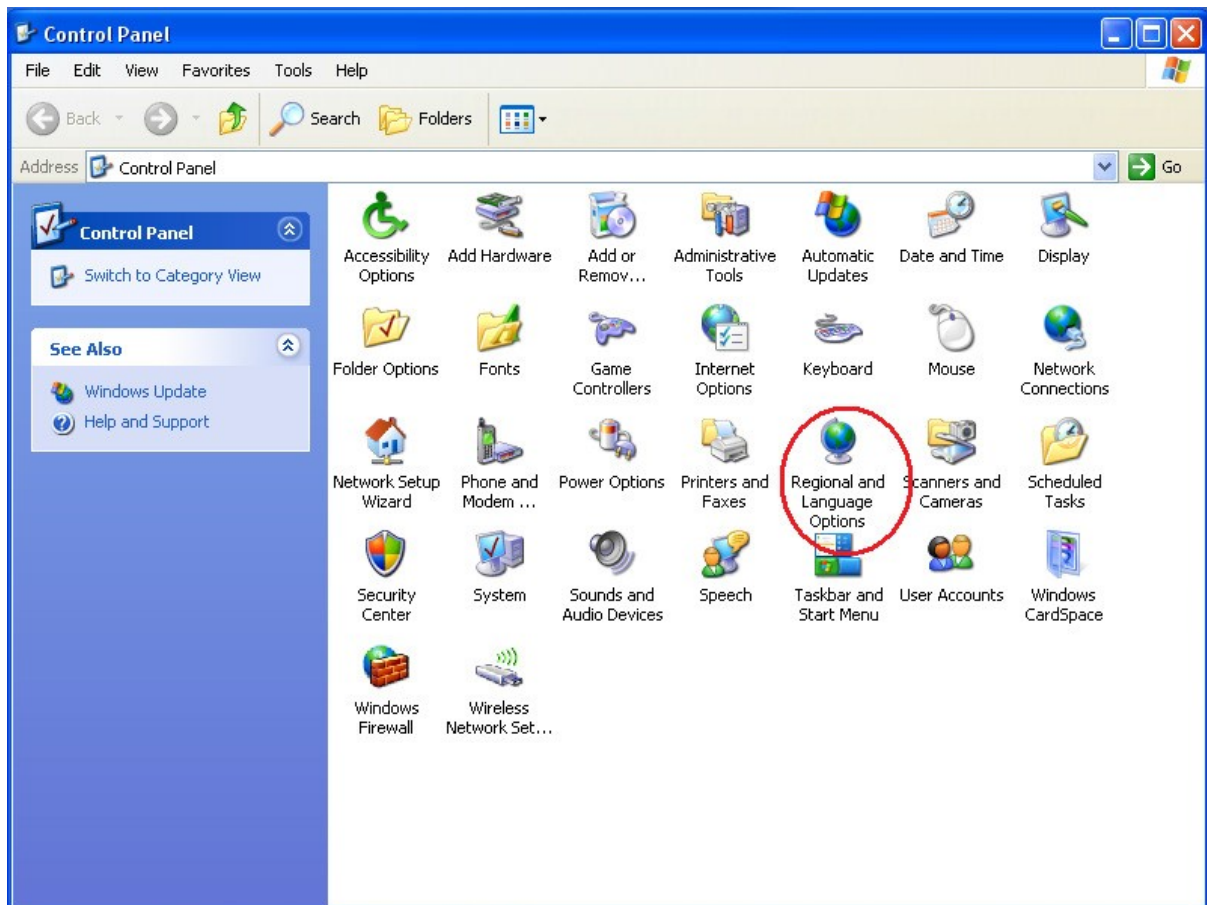 Control Panel
File Edit View Favorites Tools Help
Back Search Folders
Address Control Panel Go
Control Panel
Switch to Category View
See Also
Windows Update
Help and Support
Accessibility Add Hardware Add or Administrative Automatic Date and Time Display
Options Remov... Tools Updates
Folder Options Fonts Game Internet Keyboard Mouse Network
Controllers Options Connections
Network Setup Phone and Power Options Printers and Regional and Scanners and Scheduled
Wizard Modem ... Faxes Language Cameras Tasks
Options
Security System Sounds and Speech Taskbar and User Accounts Windows
Center Audio Devices Start Menu CardSpace
Windows Wireless
Firewall Network Set...